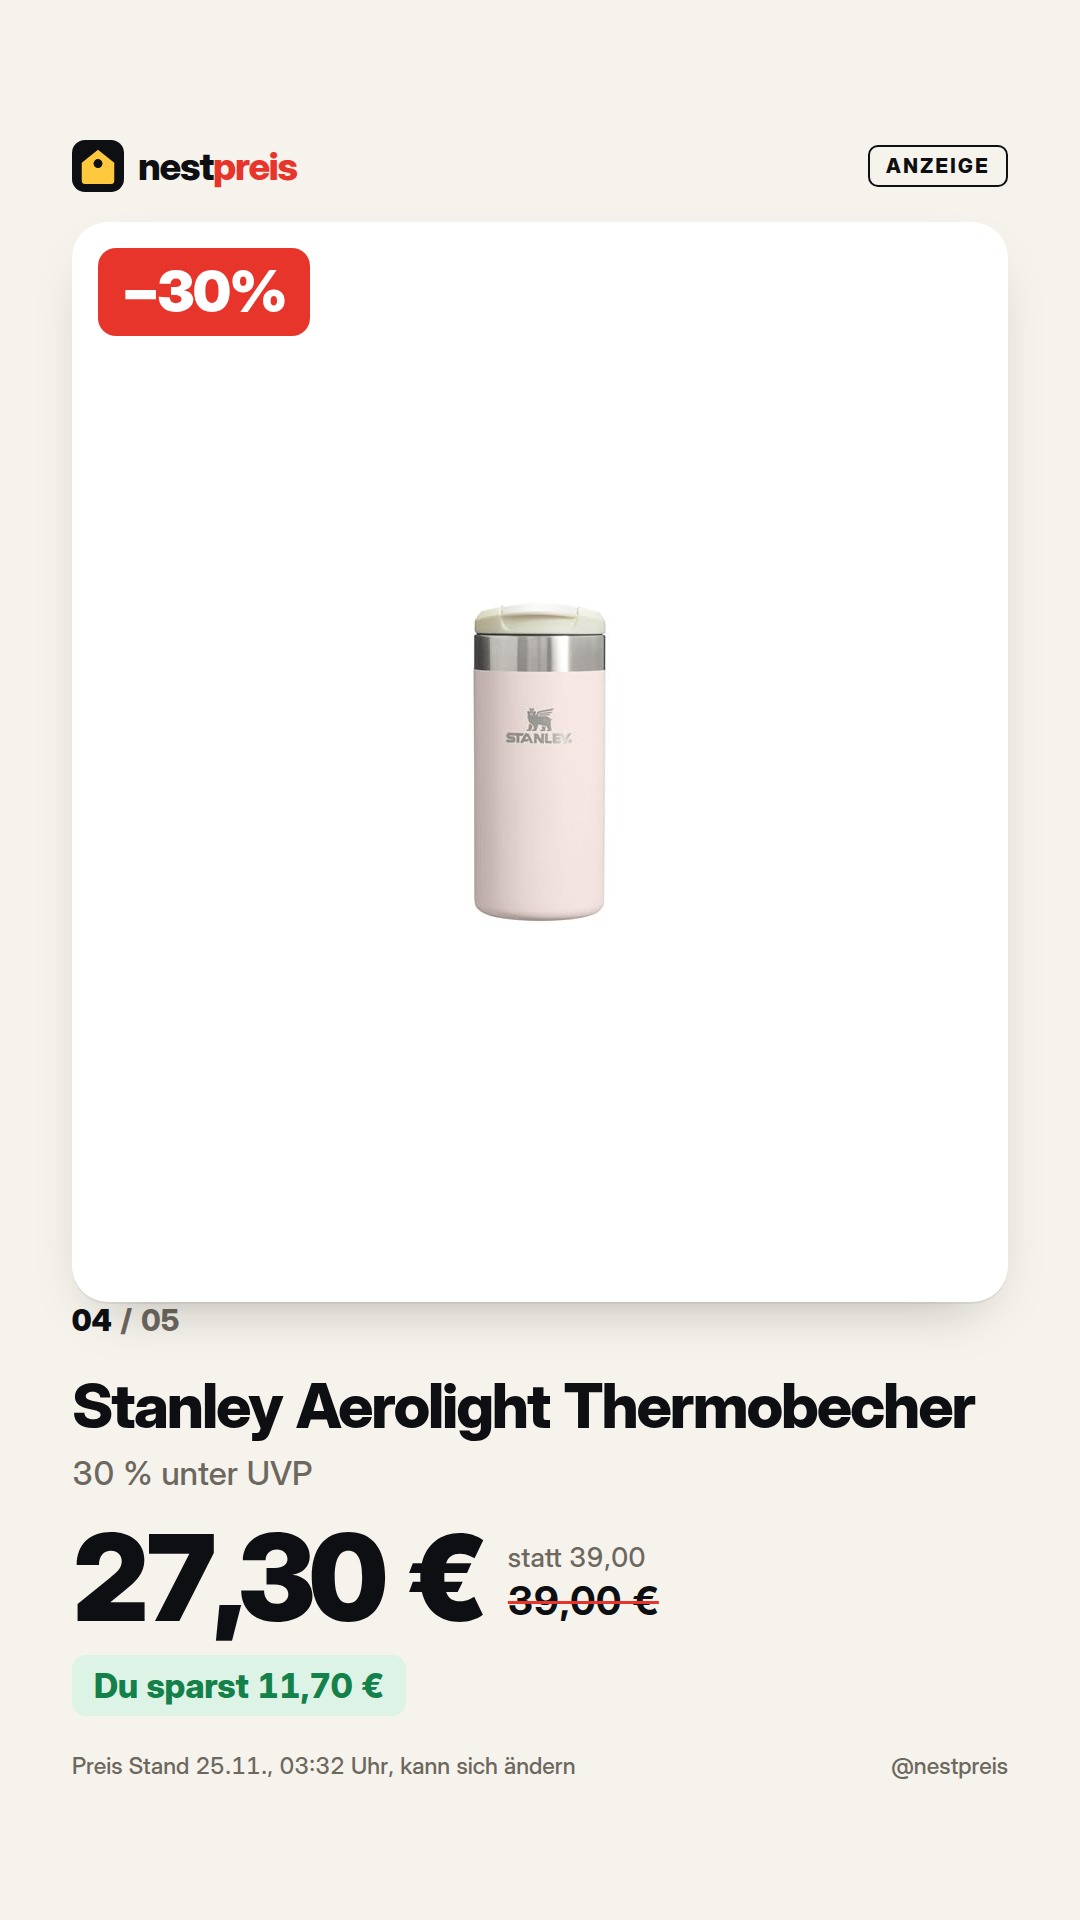 nestpreis
ANZEIGE
–30%
STANLEY
04 / 05
Stanley Aerolight Thermobecher
30 % unter UVP
27,30 €
statt 39,00
39,00 €
Du sparst 11,70 €
Preis Stand 25.11., 03:32 Uhr, kann sich ändern
@nestpreis